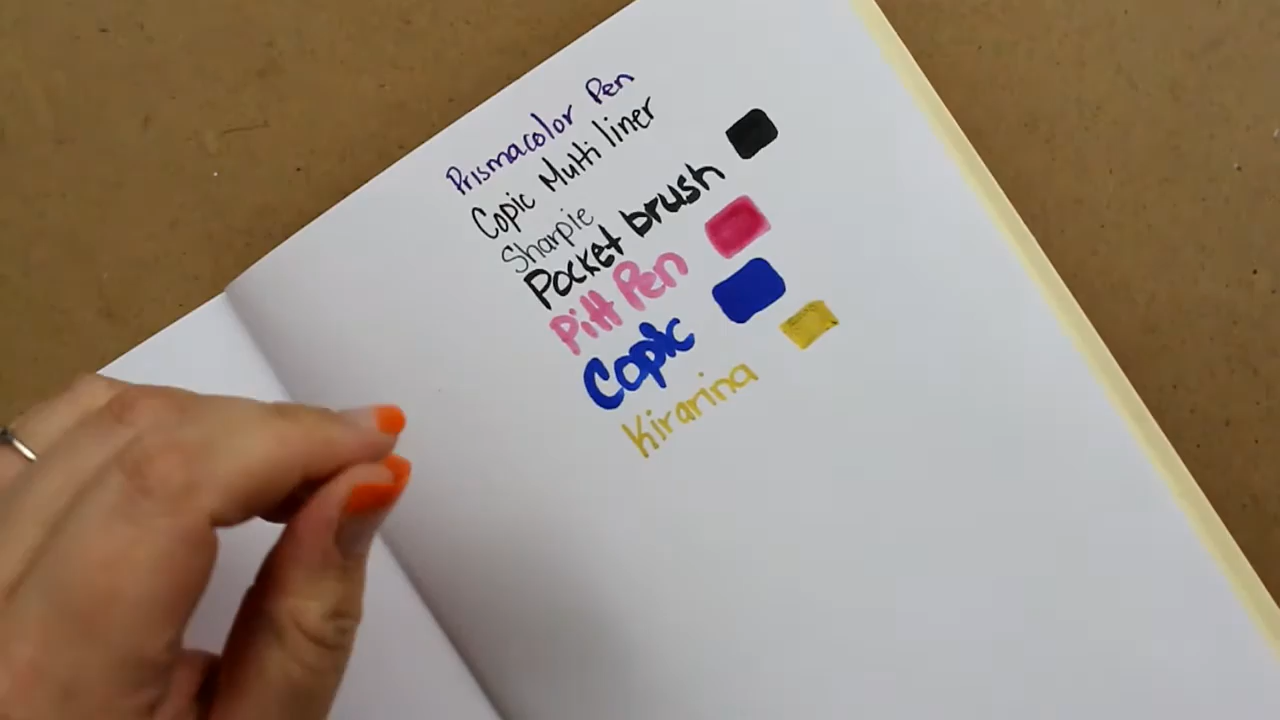 Prismacolor Pen
Copic Multi liner
Sharpie
Pocket brush
Pitt Pen
Copic
Kirarina